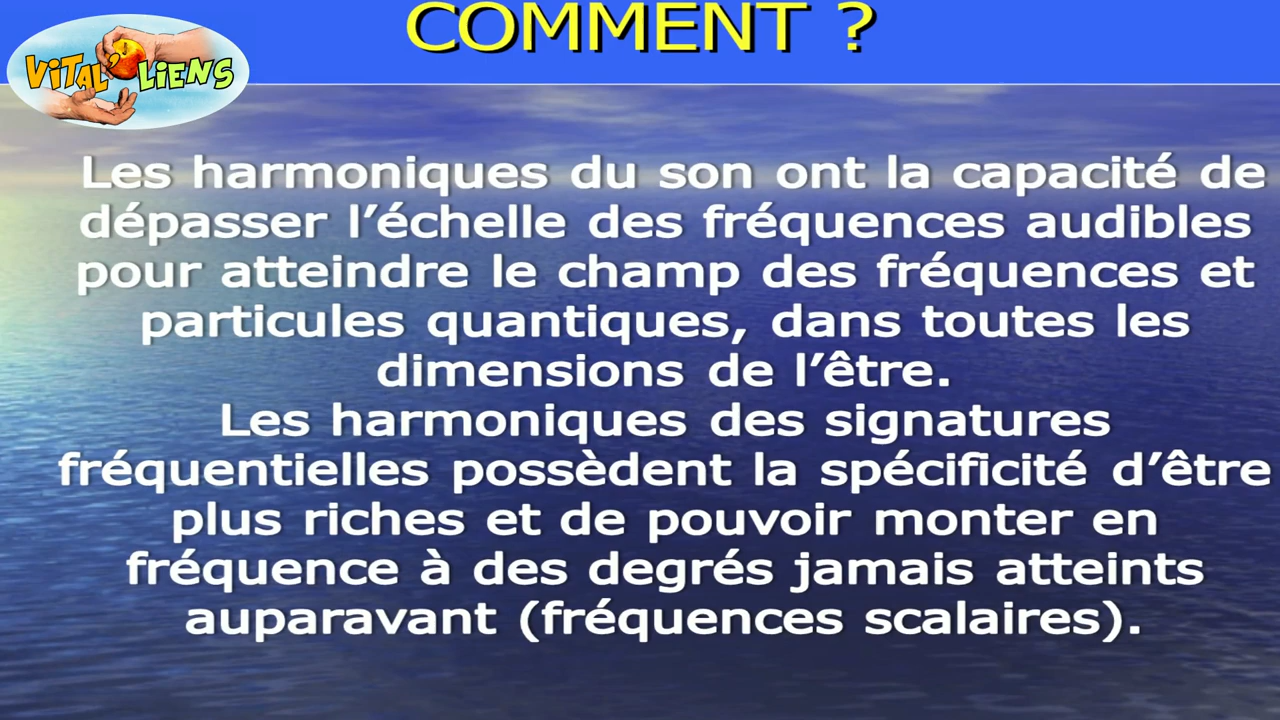 COMMENT ?
VITAL'LIENS
Les harmoniques du son ont la capacité de
dépasser l’échelle des fréquences audibles
pour atteindre le champ des fréquences et
particules quantiques, dans toutes les
dimensions de l’être.
Les harmoniques des signatures
fréquentielles possèdent la spécificité d’être
plus riches et de pouvoir monter en
fréquence à des degrés jamais atteints
auparavant (fréquences scalaires).